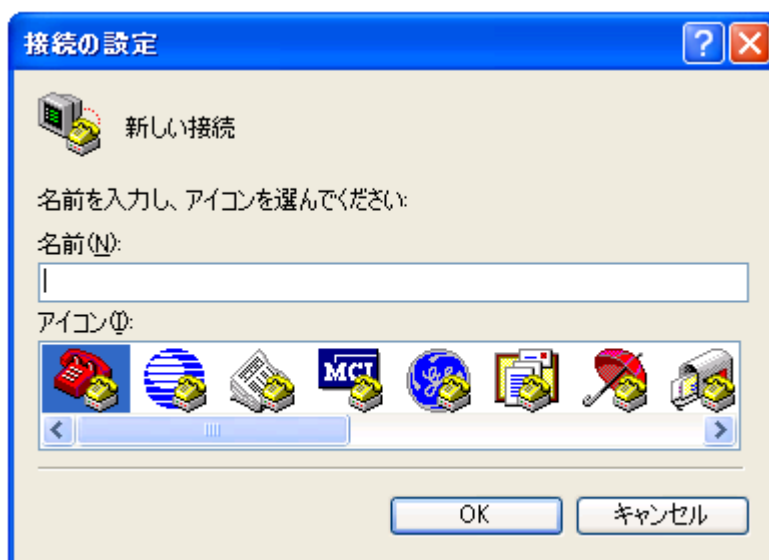 接続の設定
新しい接続
名前を入力し、アイコンを選んでください:
名前(N):
アイコン(I):
MCI
OK
キャンセル